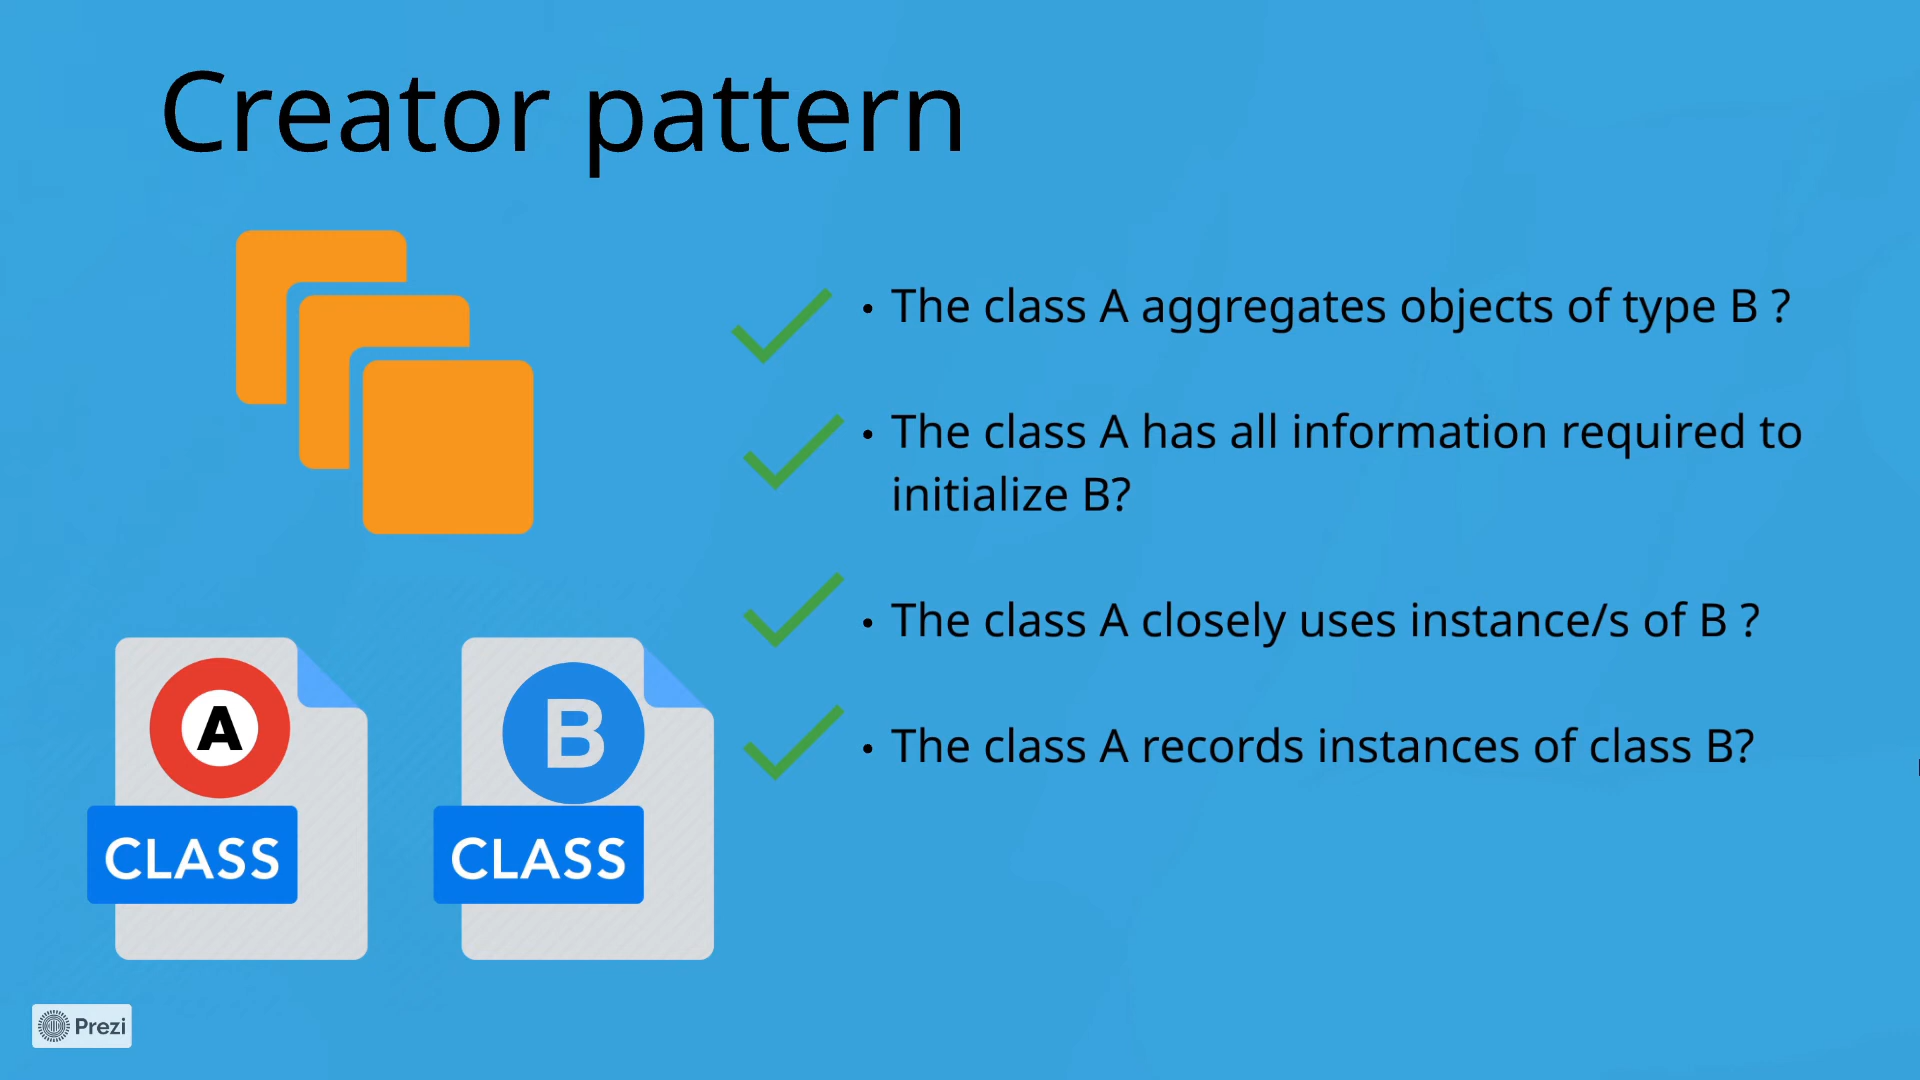 Creator pattern
• The class A aggregates objects of type B ?
• The class A has all information required to
initialize B?
• The class A closely uses instance/s of B ?
• The class A records instances of class B?
A
CLASS
B
CLASS
Prezi